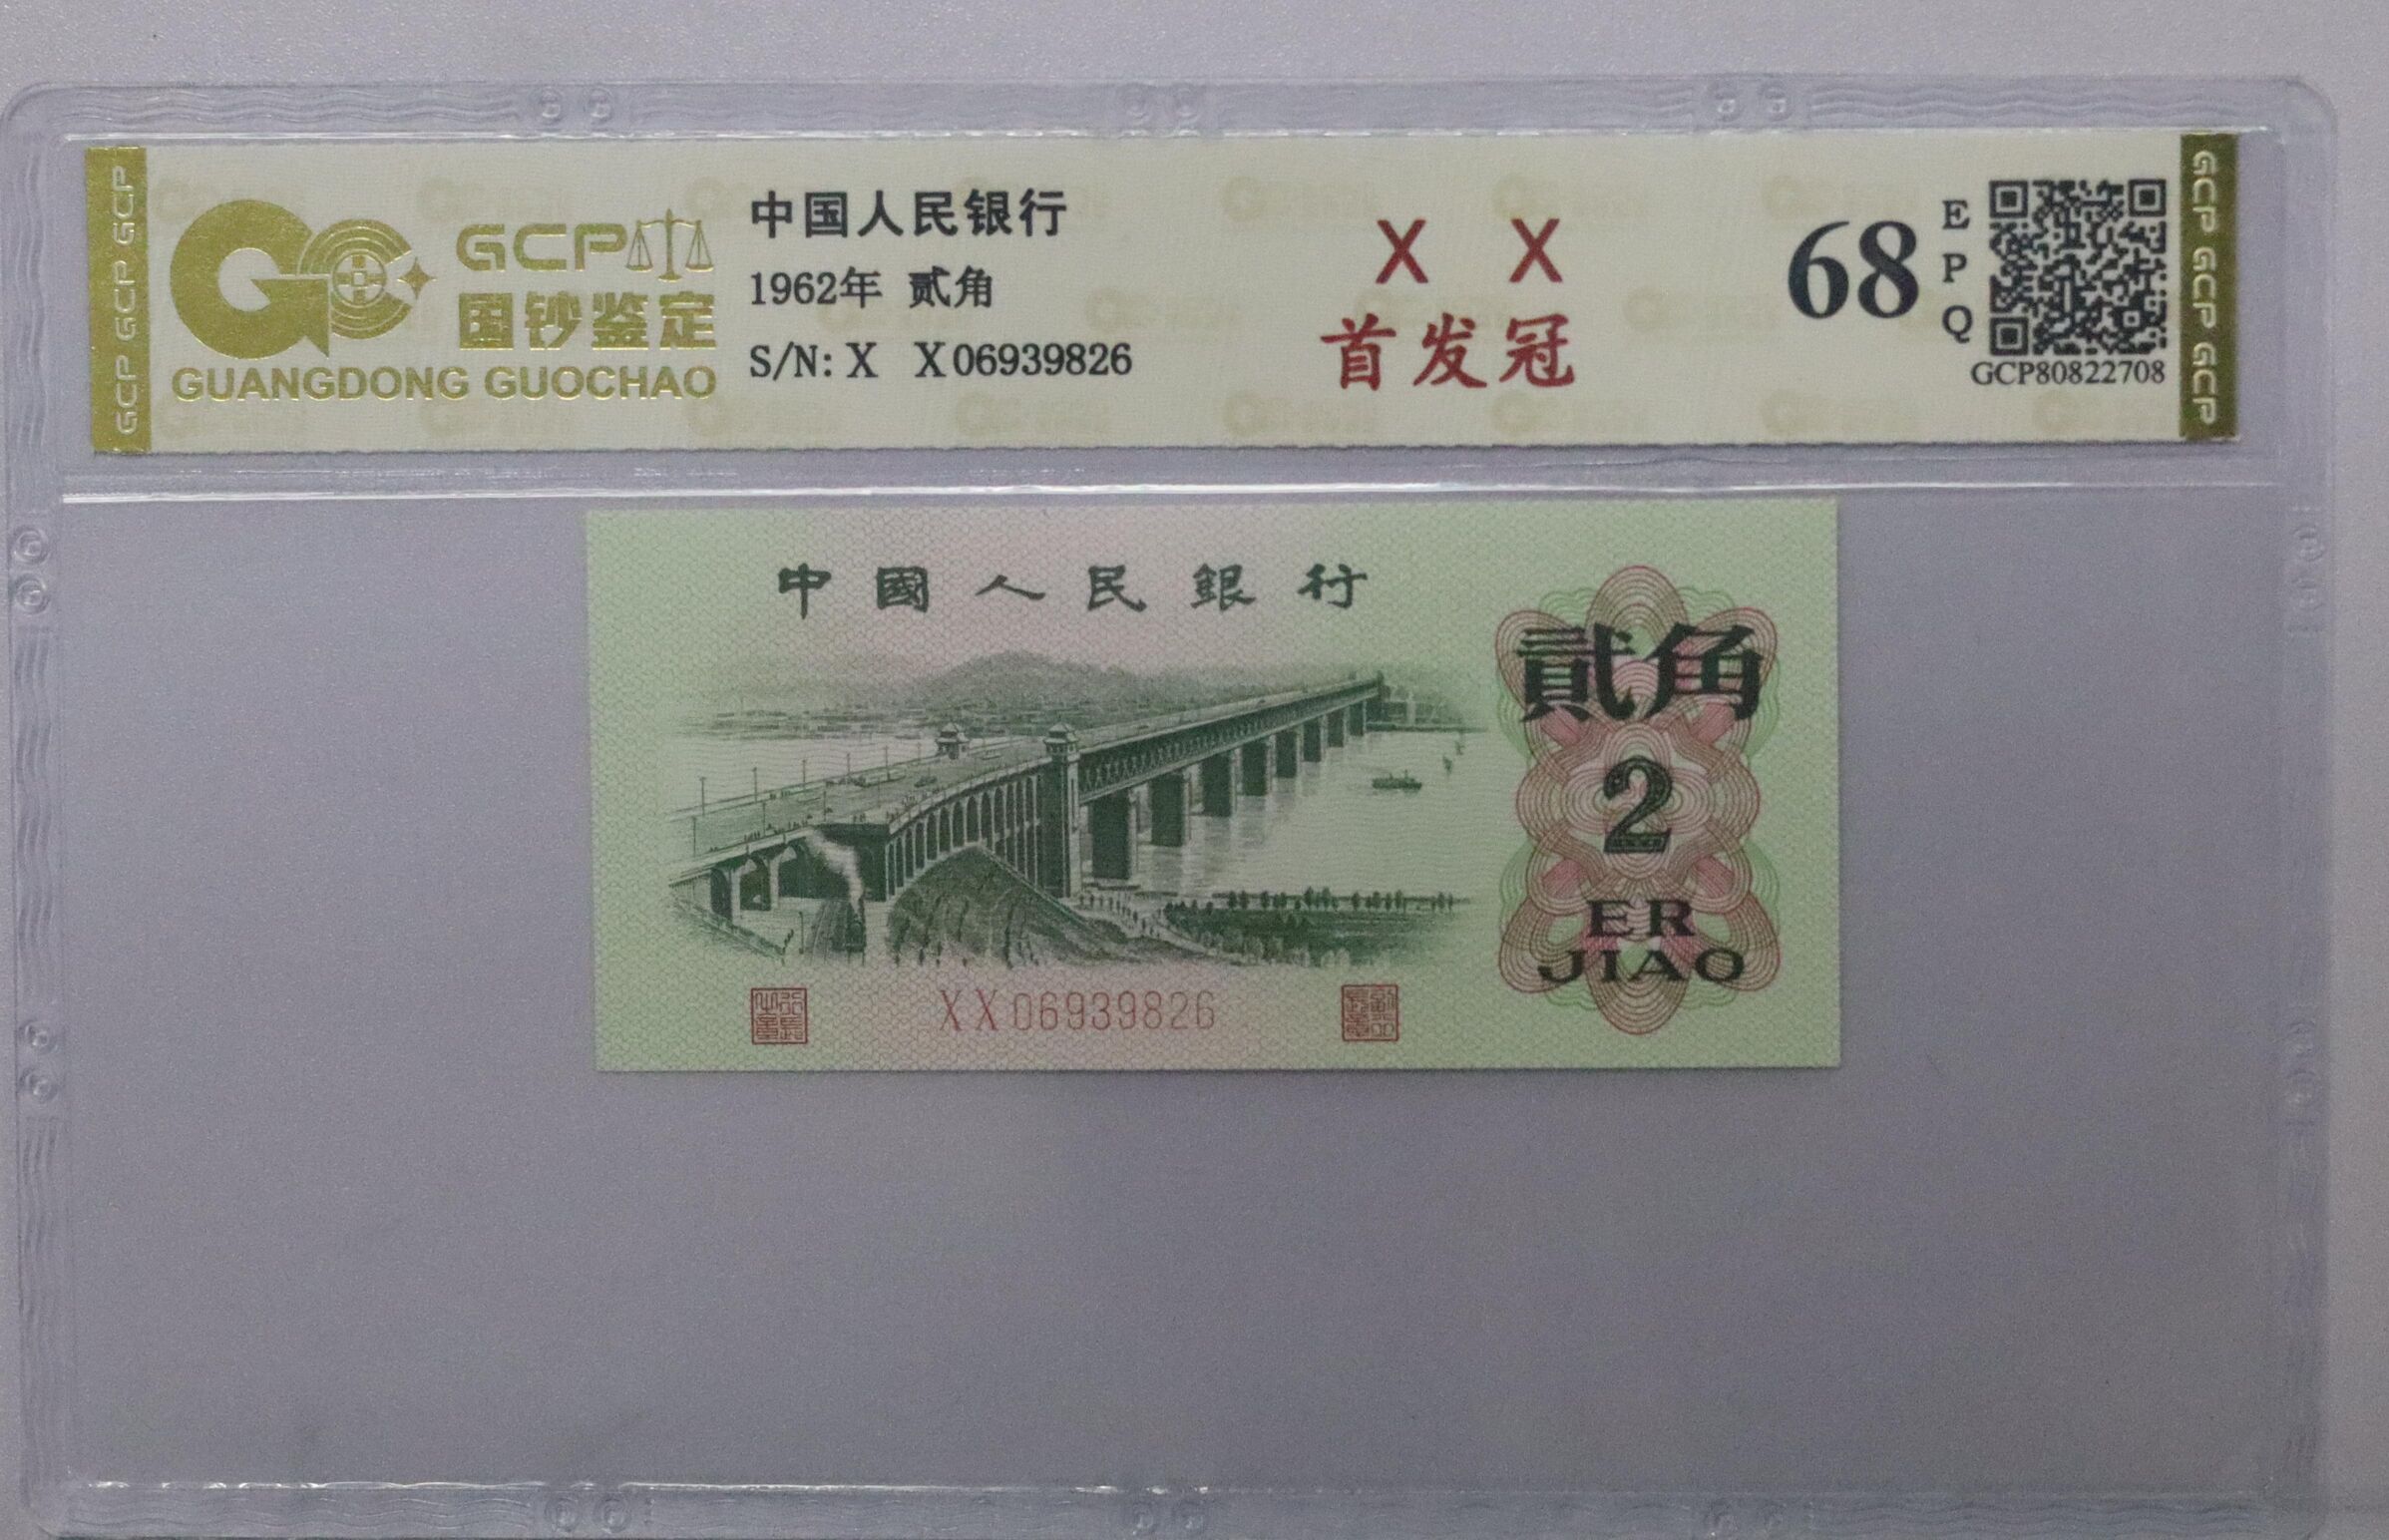 GCP GCP GCP
GCP
国钞鉴定
GUANGDONG GUOCHAO
中国人民银行
1962年 贰角
S/N: X X06939826
X X
首发冠
68
EPQ
GCP80822708
GCP GCP GCP
中國人民銀行
貳角
2
ER
JIAO
XX06939826